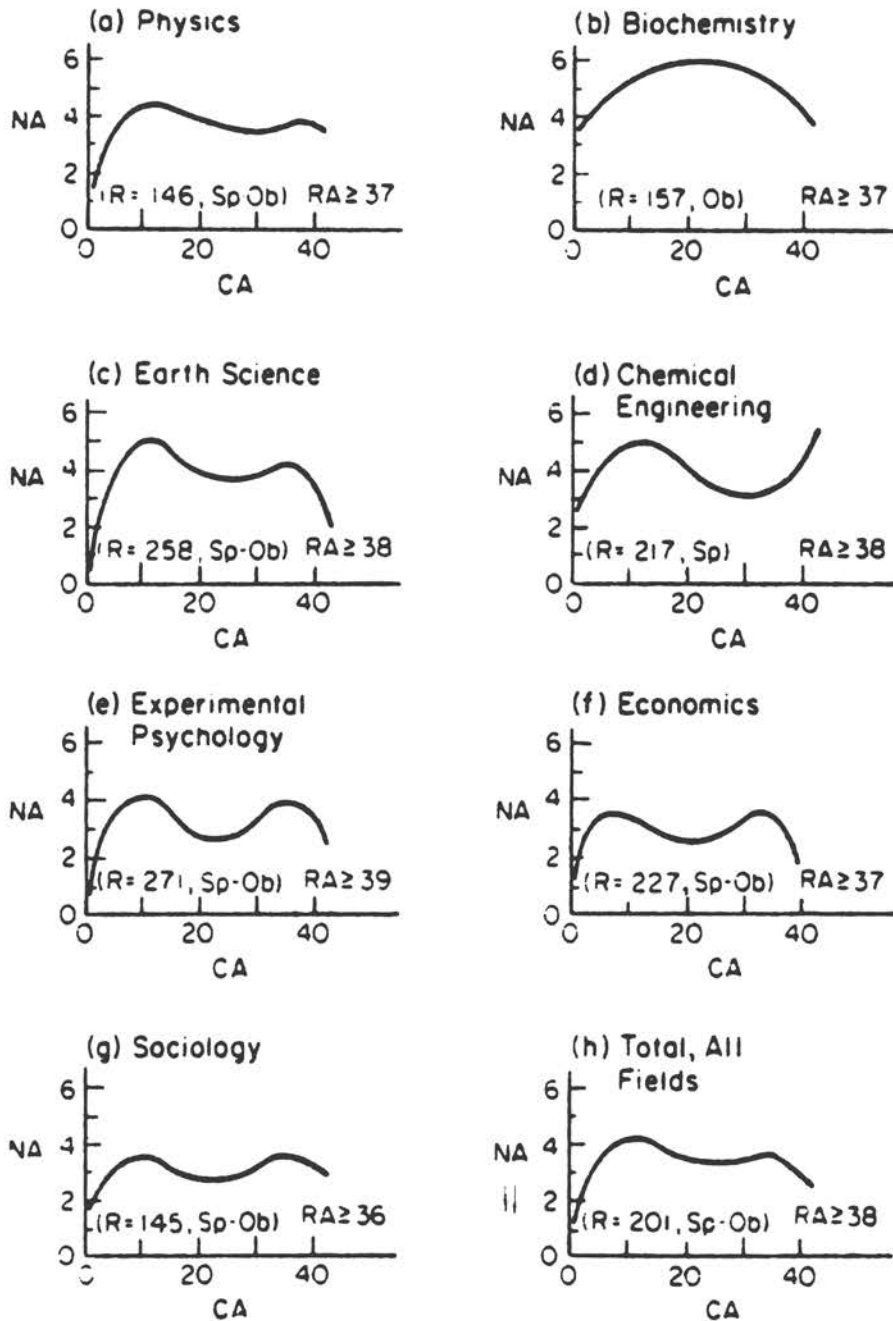 (a) Physics
6
4
NA
2
(R= 146, Sp-Ob) RA≥37
0
0 20 40
CA
(b) Biochemistry
6
NA 4
2
(R=157, Ob) RA≥37
0
0 20 40
CA
(c) Earth Science
6
NA 4
2
(R= 258, Sp-Ob) RA≥38
0
0 20 40
CA
(d) Chemical
Engineering
6
NA 4
2
(R= 217, Sp) RA≥38
0
0 20 40
CA
(e) Experimental
Psychology
6
NA 4
2
(R= 271, Sp-Ob) RA≥39
0
0 20 40
CA
(f) Economics
6
NA 4
2
(R= 227, Sp-Ob) RA≥37
0
0 20 40
CA
(g) Sociology
6
NA 4
2
(R= 145, Sp-Ob) RA≥36
0
0 20 40
CA
(h) Total, All
Fields
6
NA 4
2
(R= 201, Sp-Ob) RA≥38
0
0 20 40
CA